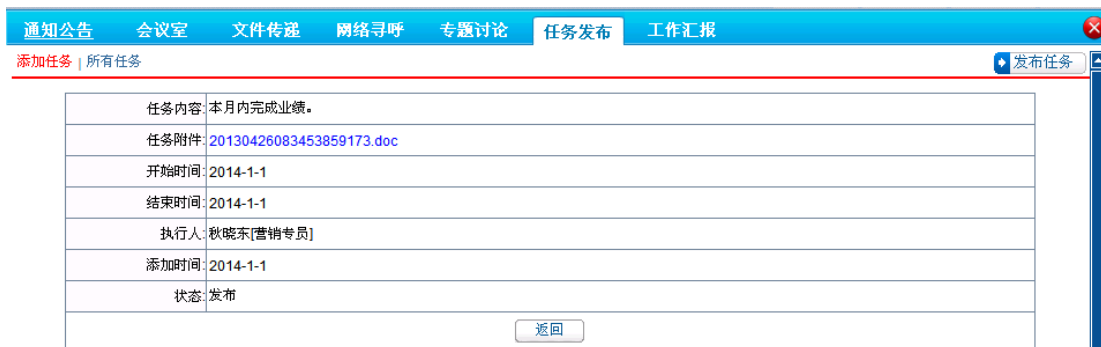 通知公告 会议室 文件传递 网络寻呼 专题讨论 任务发布 工作汇报
添加任务 | 所有任务 发布任务
任务内容: 本月内完成业绩。
任务附件: 20130426083453859173.doc
开始时间: 2014-1-1
结束时间: 2014-1-1
执行人: 秋晓东[营销专员]
添加时间: 2014-1-1
状态: 发布
返回